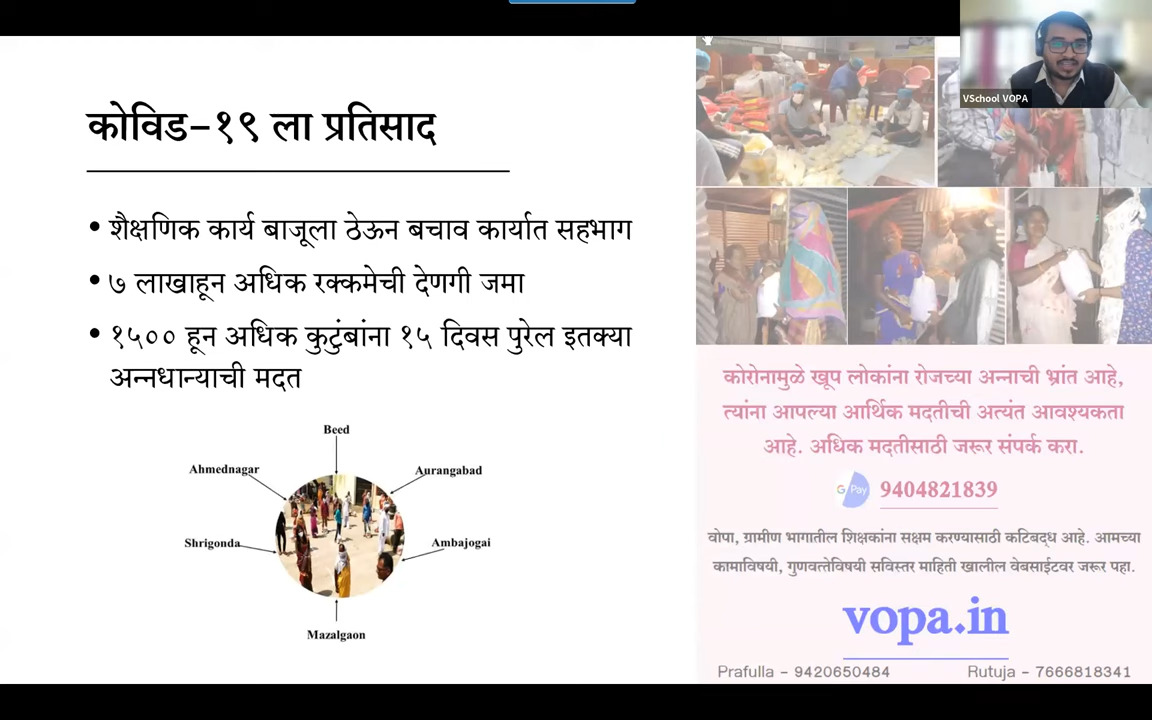 VSchool VOPA
कोविड-१९ ला प्रतिसाद
• शैक्षणिक कार्य बाजूला ठेऊन बचाव कार्यात सहभाग
• ७ लाखाहून अधिक रक्कमेची देणगी जमा
• १५०० हून अधिक कुटुंबांना १५ दिवस पुरेल इतक्या
अन्नधान्याची मदत
Beed
Ahmednagar
Aurangabad
Shrigonda
Ambajogai
Mazalgaon
कोरोनामुळे खूप लोकांना रोजच्या अन्नाची भ्रांत आहे,
त्यांना आपल्या आर्थिक मदतीची अत्यंत आवश्यकता
आहे. अधिक मदतीसाठी जरूर संपर्क करा.
G Pay 9404821839
वोपा, ग्रामीण भागातील शिक्षकांना सक्षम करण्यासाठी कटिबद्ध आहे. आमच्या
कामाविषयी, गुणवत्तेविषयी सविस्तर माहिती खालील वेबसाईटवर जरूर पहा.
vopa.in
Prafulla - 9420650484 Rutuja - 7666818341